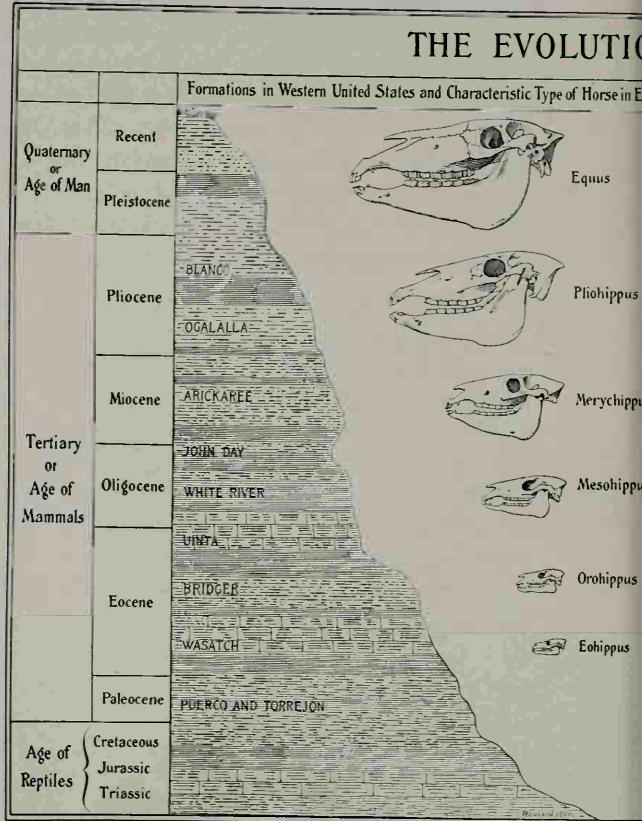 THE EVOLUTIO
Formations in Western United States and Characteristic Type of Horse in E
Quaternary
or
Age of Man
Recent
Pleistocene
Equus
Tertiary
or
Age of
Mammals
Pliocene
BLANCO
OGALALLA
Pliohippus
Miocene
ARICKAREE
Merychippu
Oligocene
JOHN DAY
WHITE RIVER
Mesohippu
Eocene
UINTA
BRIDGER
WASATCH
Orohippus
Eohippus
Paleocene
PUERCO AND TORREJON
Age of
Reptiles
Cretaceous
Jurassic
Triassic